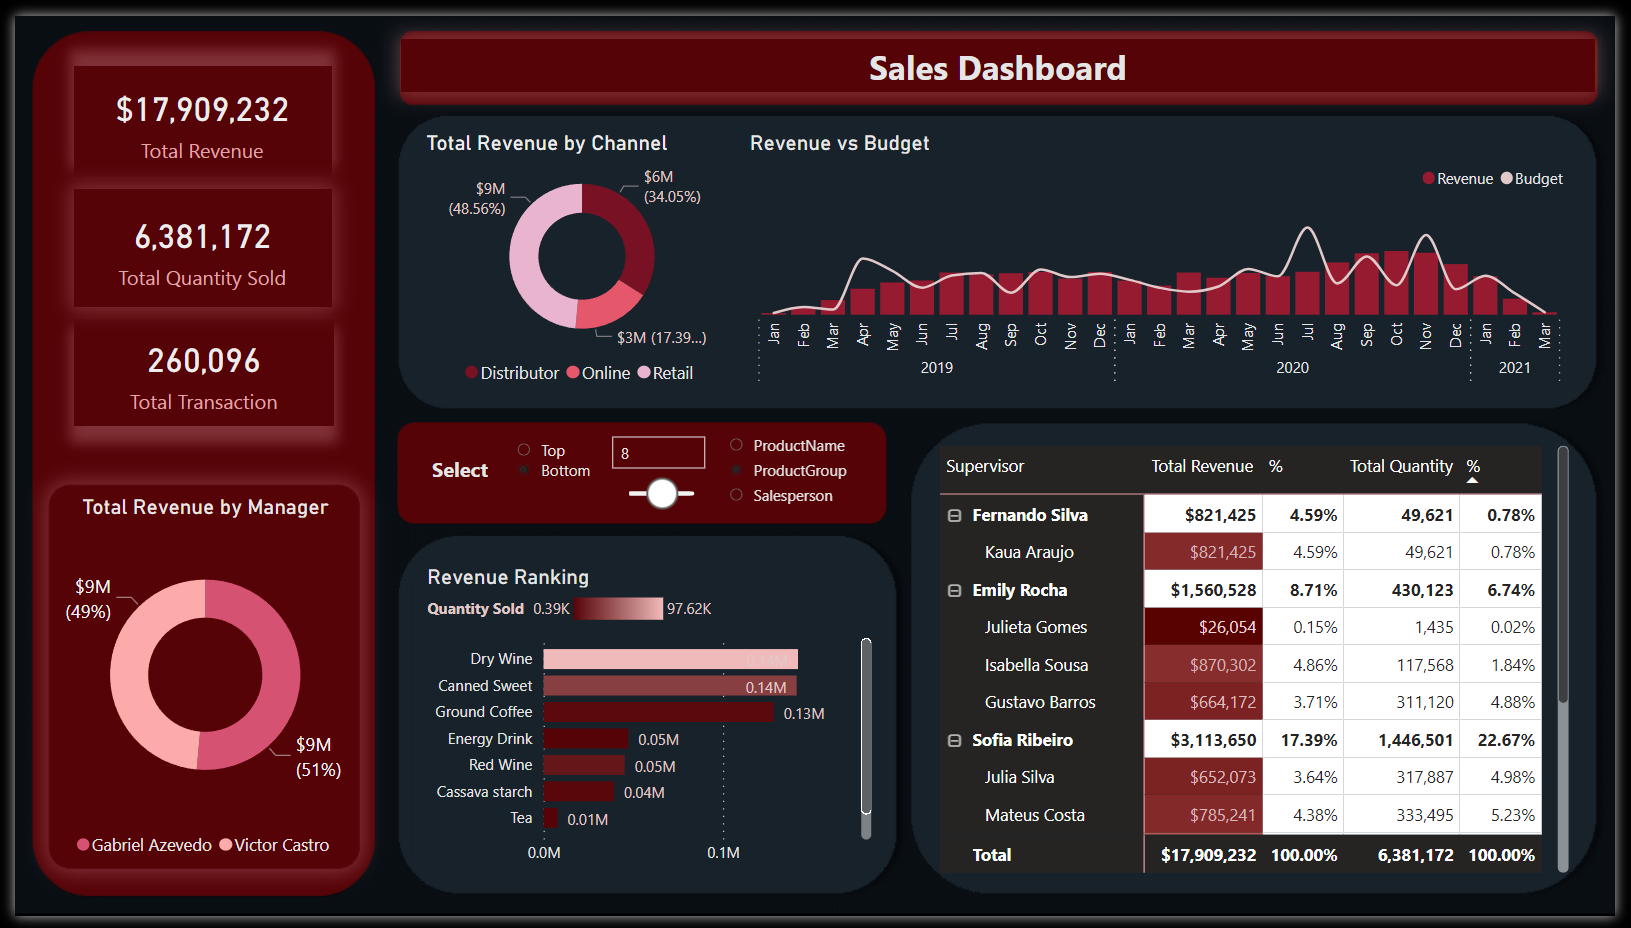 Sales Dashboard
$17,909,232
Total Revenue
6,381,172
Total Quantity Sold
260,096
Total Transaction
Total Revenue by Manager
$9M
(49%)
$9M
(51%)
Gabriel Azevedo Victor Castro
Total Revenue by Channel
$9M
(48.56%)
$6M
(34.05%)
$3M (17.39...)
Distributor Online Retail
Revenue vs Budget
Revenue Budget
Jan Feb Mar Apr May Jun Jul Aug Sep Oct Nov Dec Jan Feb Mar Apr May Jun Jul Aug Sep Oct Nov Dec Jan Feb Mar
2019 2020 2021
Select
Top
Bottom
8
ProductName
ProductGroup
Salesperson
Revenue Ranking
Quantity Sold 0.39K 97.62K
Dry Wine 0.14M
Canned Sweet 0.14M
Ground Coffee 0.13M
Energy Drink 0.05M
Red Wine 0.05M
Cassava starch 0.04M
Tea 0.01M
0.0M 0.1M
Supervisor Total Revenue % Total Quantity %
Fernando Silva $821,425 4.59% 49,621 0.78%
Kaua Araujo $821,425 4.59% 49,621 0.78%
Emily Rocha $1,560,528 8.71% 430,123 6.74%
Julieta Gomes $26,054 0.15% 1,435 0.02%
Isabella Sousa $870,302 4.86% 117,568 1.84%
Gustavo Barros $664,172 3.71% 311,120 4.88%
Sofia Ribeiro $3,113,650 17.39% 1,446,501 22.67%
Julia Silva $652,073 3.64% 317,887 4.98%
Mateus Costa $785,241 4.38% 333,495 5.23%
Total $17,909,232 100.00% 6,381,172 100.00%